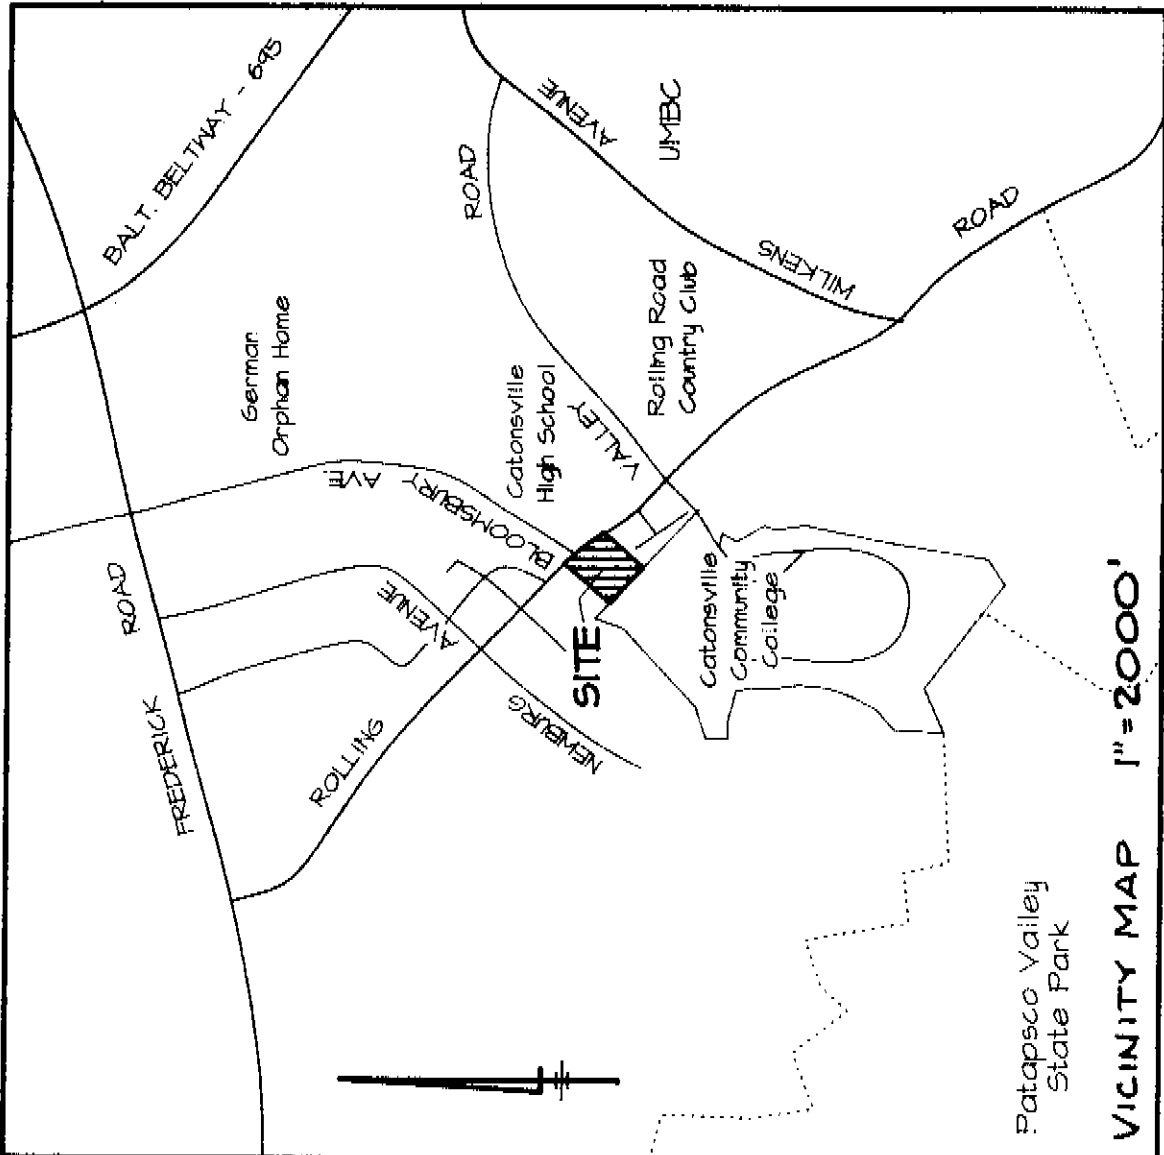 BALT. BELTWAY - 695
FREDERICK ROAD
German
Orphan Home
ROLLING ROAD
BLOOMSBURY AVE
NEWBURG AVENUE
VALLEY ROAD
Catonsville
High School
WILKENS AVENUE
UMBC
Rolling Road
Country Club
SITE
Catonsville
Community
College
Patapsco Valley
State Park
VICINITY MAP 1"=2000'